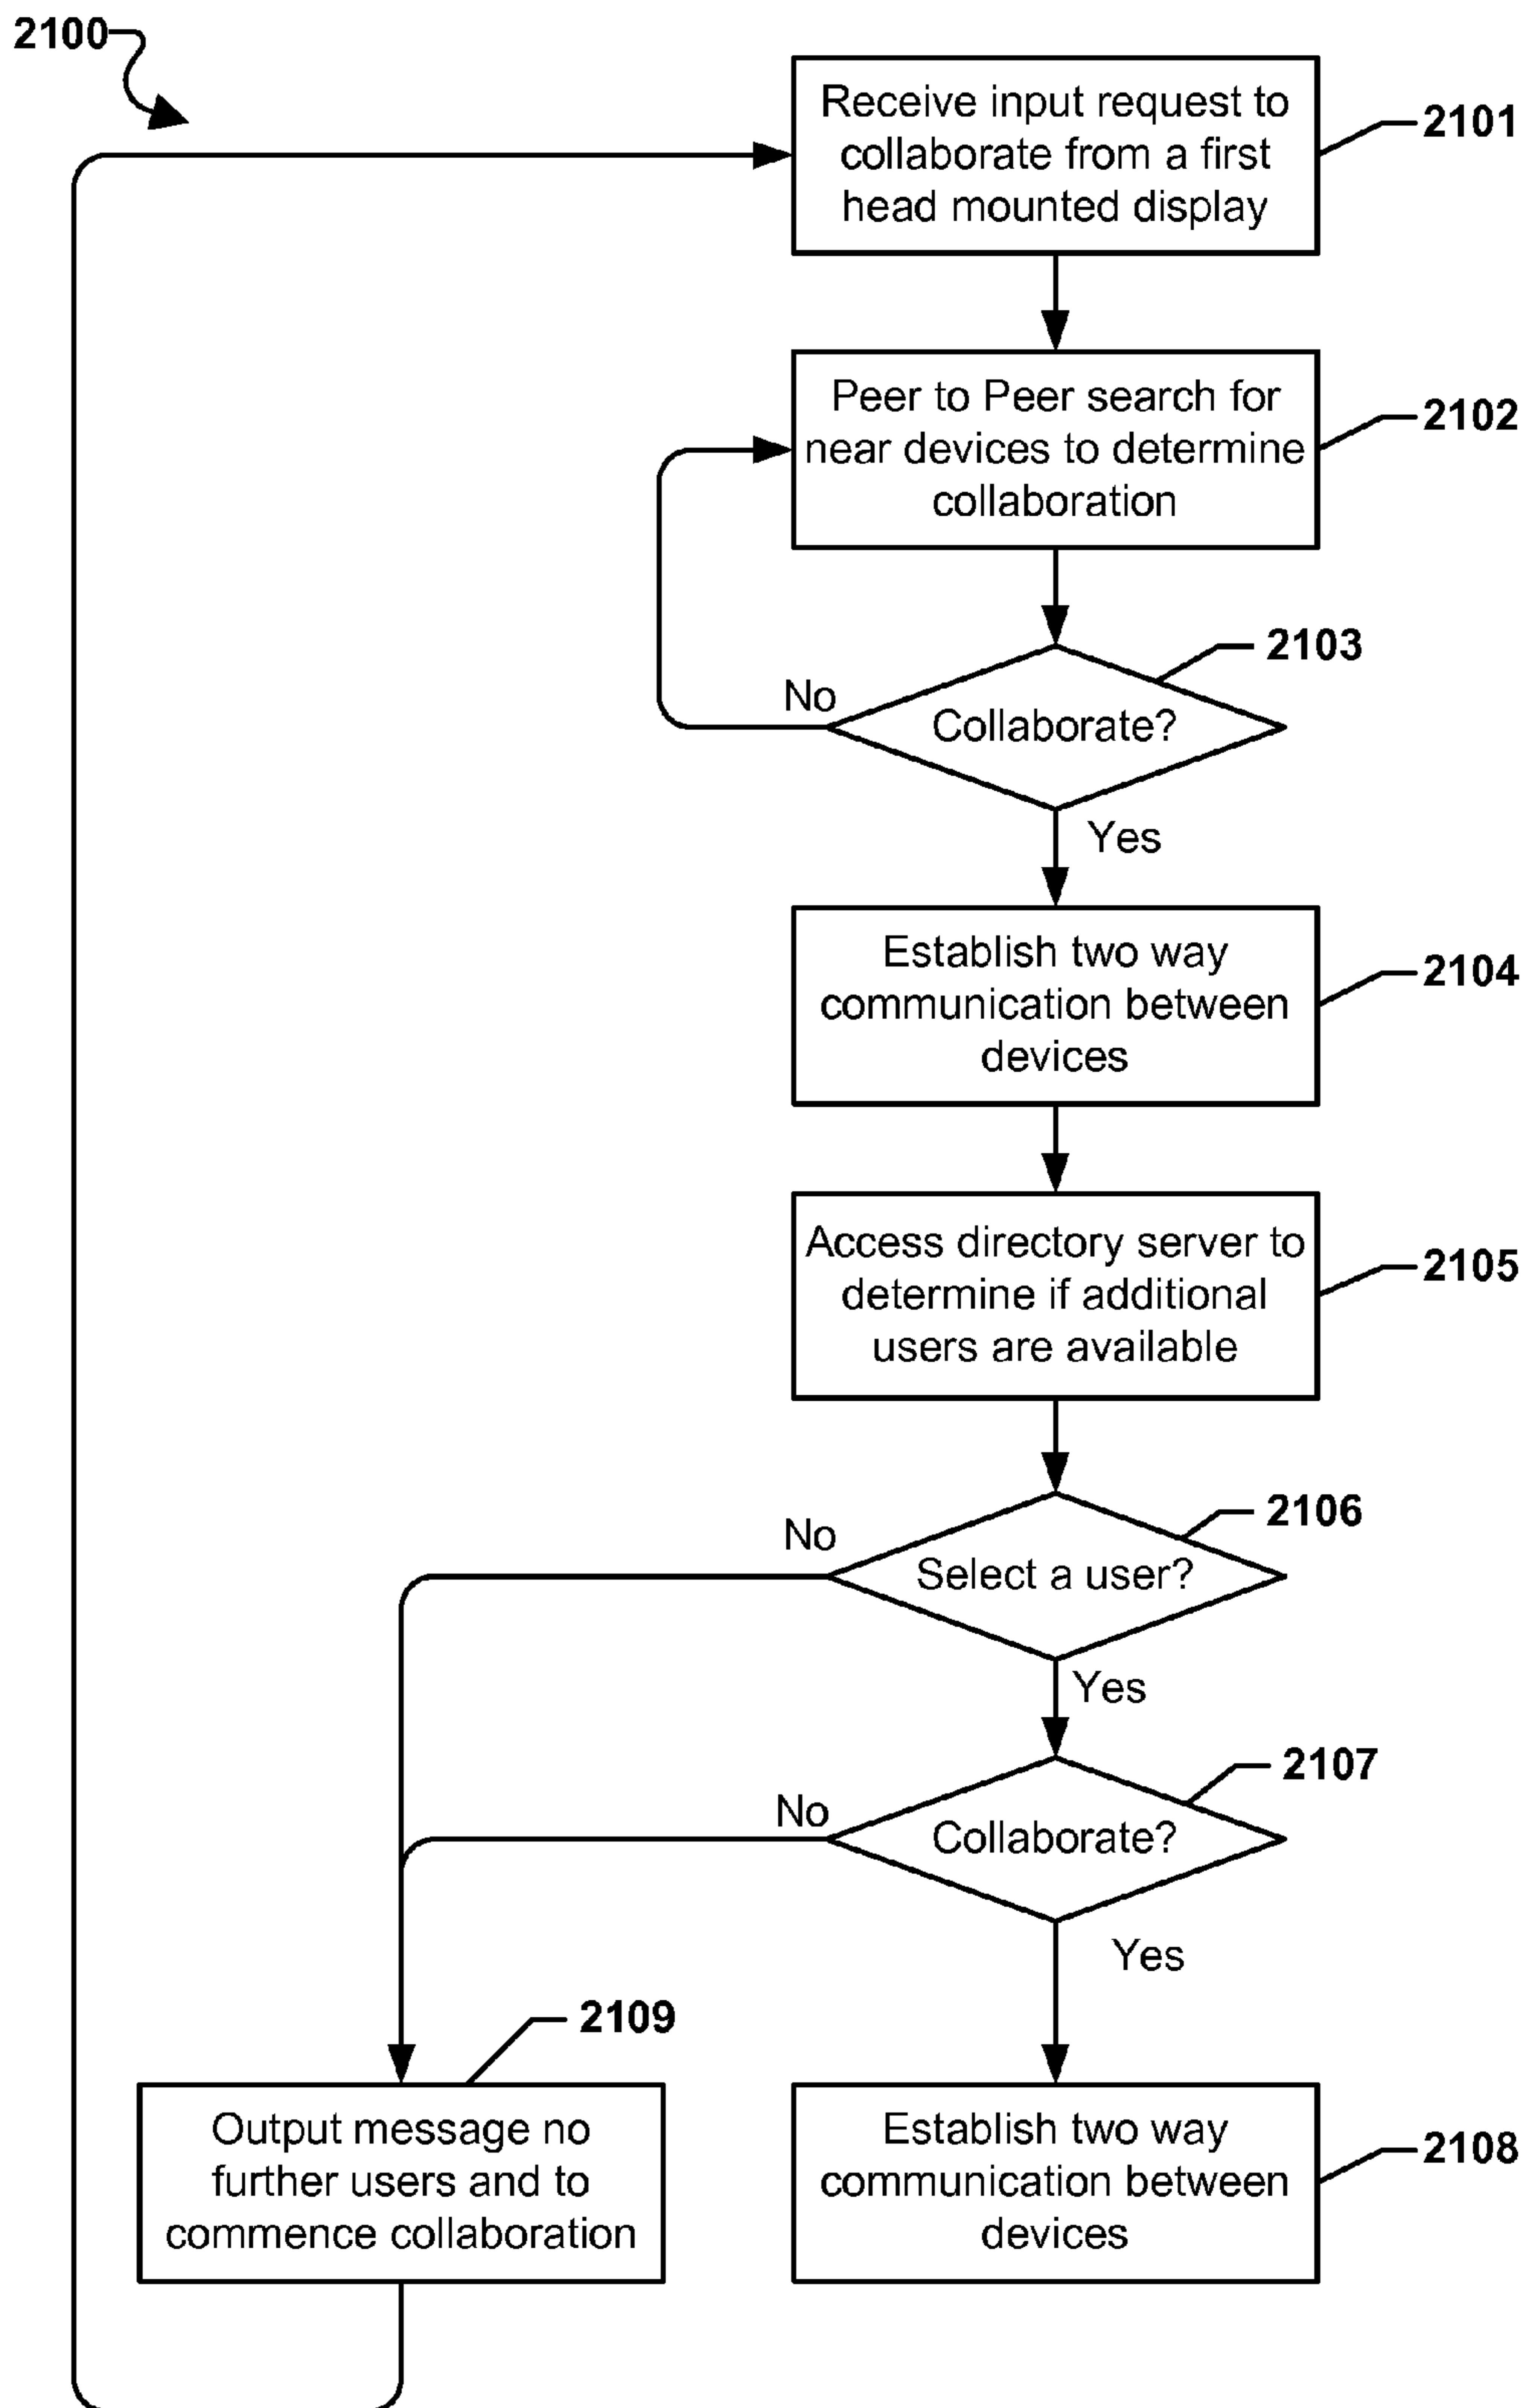 2100
Receive input request to
collaborate from a first
head mounted display
2101
Peer to Peer search for
near devices to determine
collaboration
2102
2103
No
Collaborate?
Yes
Establish two way
communication between
devices
2104
Access directory server to
determine if additional
users are available
2105
2106
No
Select a user?
Yes
2107
No
Collaborate?
Yes
2109
Output message no
further users and to
commence collaboration
Establish two way
communication between
devices
2108